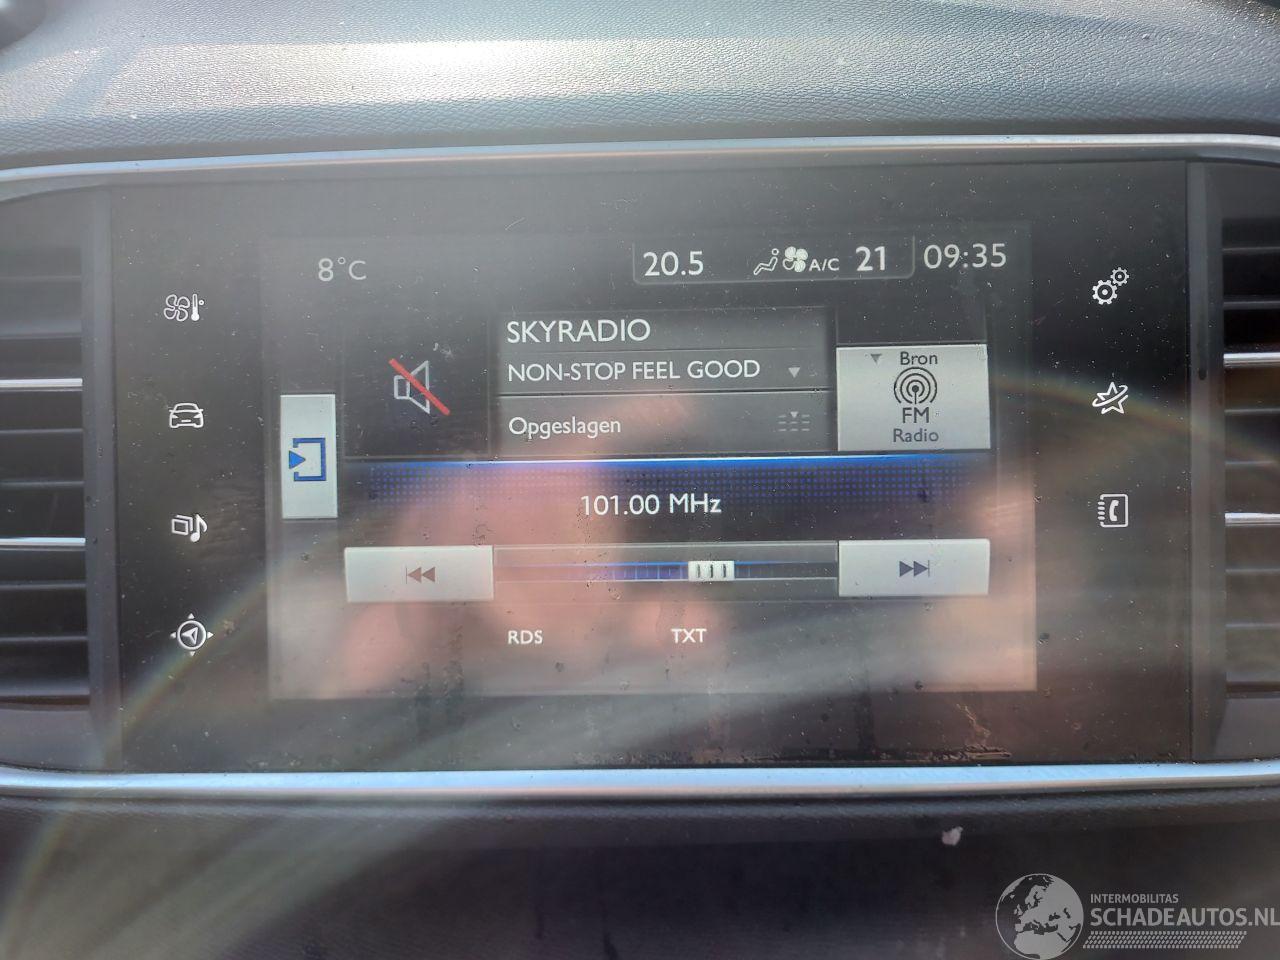 8°C
20.5 A/C 21 09:35
SKYRADIO
NON-STOP FEEL GOOD
Opgeslagen
Bron
FM
Radio
101.00 MHz
RDS TXT
INTERMOBILITAS
SCHADEAUTOS.NL